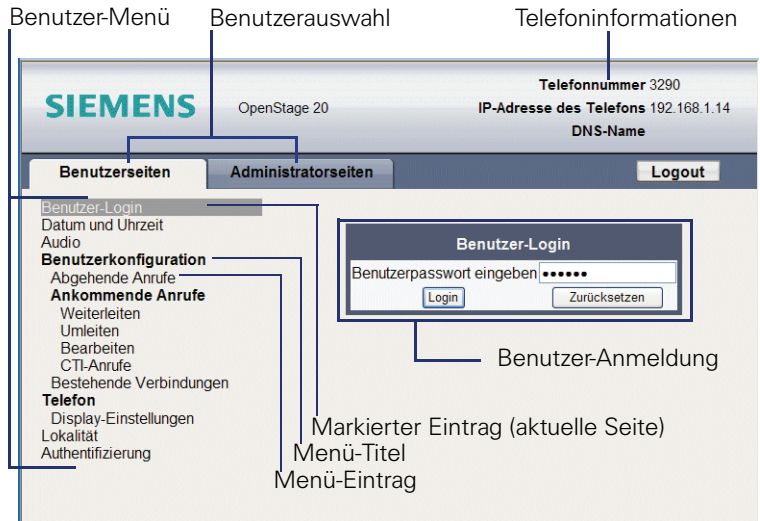 Benutzer-Menü
Benutzerauswahl
Telefoninformationen
SIEMENS
OpenStage 20
Telefonnummer 3290
IP-Adresse des Telefons 192.168.1.14
DNS-Name
Benutzerseiten
Administratorseiten
Logout
Benutzer-Login
Datum und Uhrzeit
Audio
Benutzerkonfiguration
Abgehende Anrufe
Ankommende Anrufe
Weiterleiten
Umleiten
Bearbeiten
CTI-Anrufe
Bestehende Verbindungen
Telefon
Display-Einstellungen
Lokalität
Authentifizierung
Benutzer-Login
Benutzerpasswort eingeben ••••••
Login
Zurücksetzen
Benutzer-Anmeldung
Markierter Eintrag (aktuelle Seite)
Menü-Titel
Menü-Eintrag